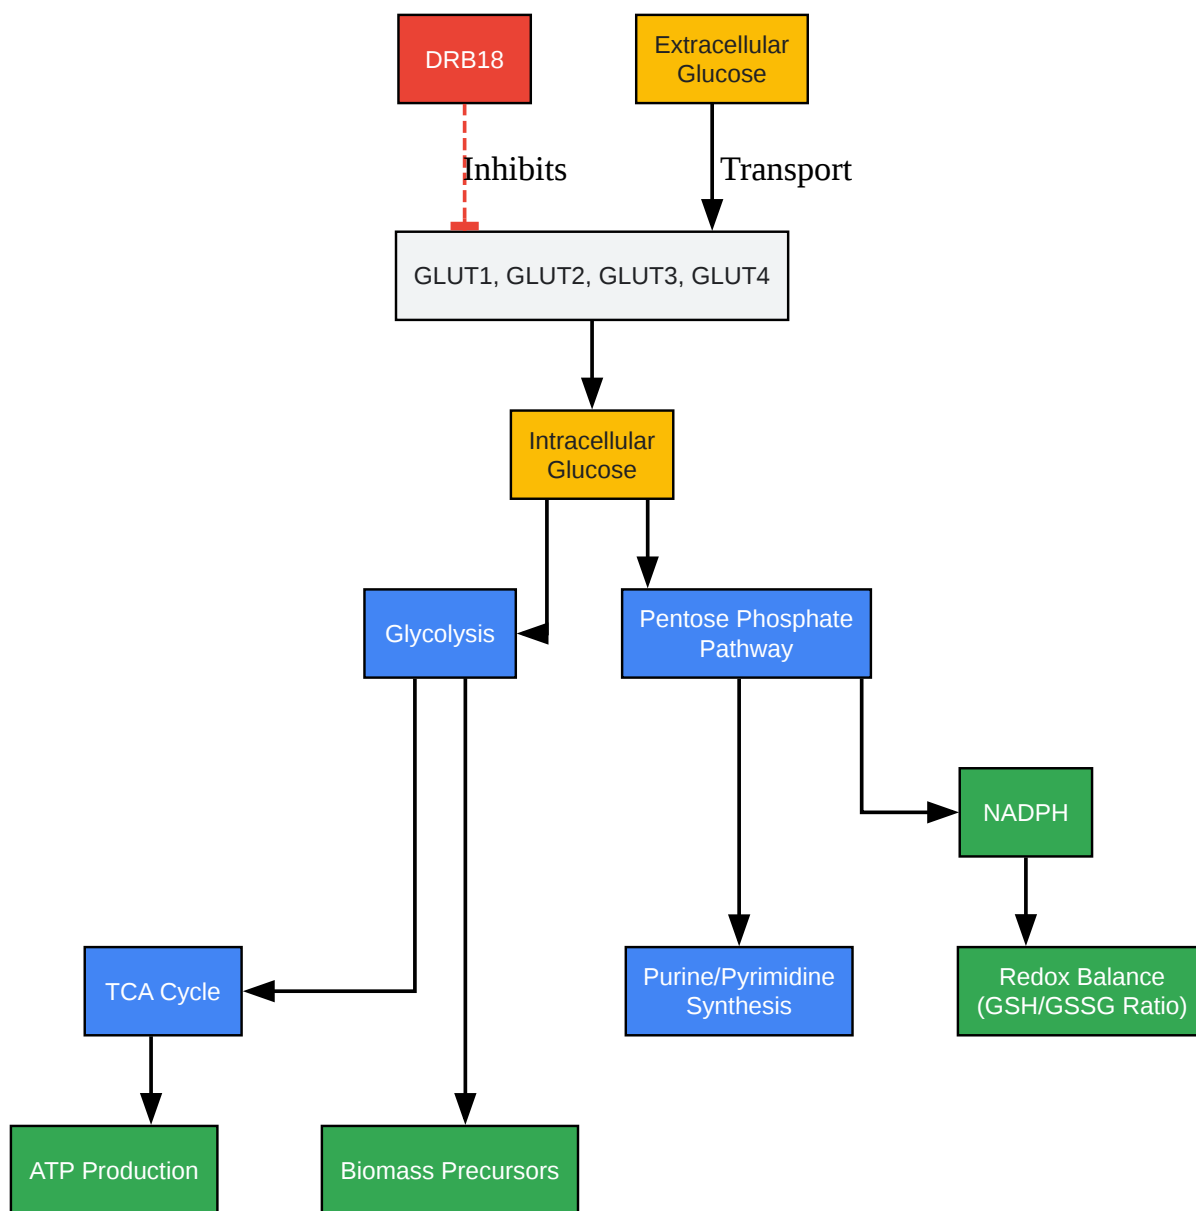 DRB18
Extracellular
Glucose
Inhibits
Transport
GLUT1, GLUT2, GLUT3, GLUT4
Intracellular
Glucose
Glycolysis
Pentose Phosphate
Pathway
NADPH
TCA Cycle
Purine/Pyrimidine
Synthesis
Redox Balance
(GSH/GSSG Ratio)
ATP Production
Biomass Precursors